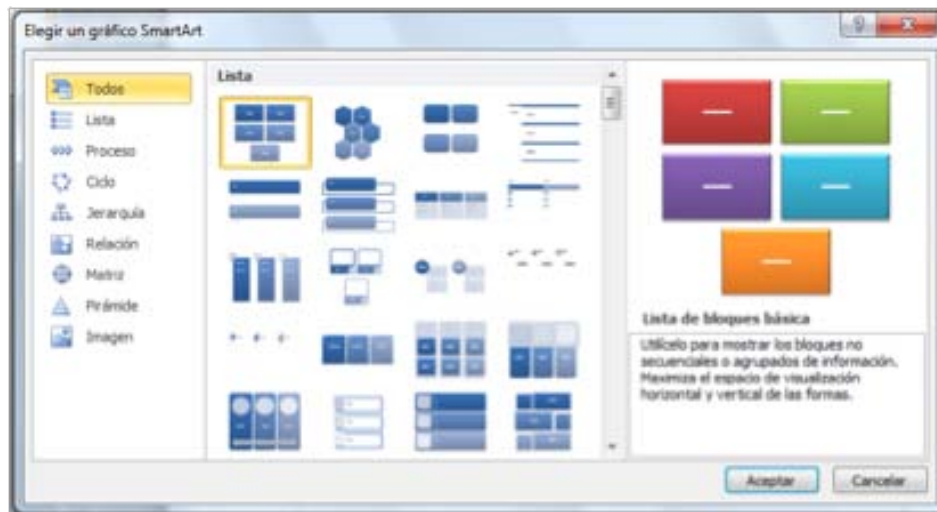 Elegir un gráfico SmartArt
Todos
Lista
Proceso
Ciclo
Jerarquía
Relación
Matriz
Pirámide
Imagen
Lista
Lista de bloques básica
Utilícelo para mostrar los bloques no
secuenciales o agrupados de información.
Maximiza el espacio de visualización
horizontal y vertical de las formas.
Aceptar
Cancelar